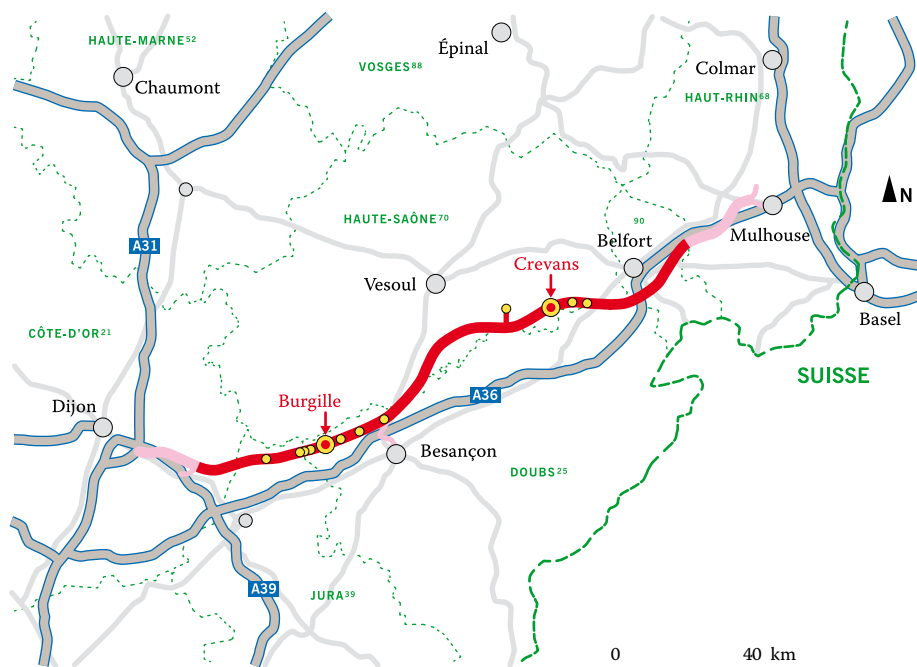 HAUTE-MARNE52
Épinal
VOSGES88
Colmar
Chaumont
HAUT-RHIN68
N
HAUTE-SAÔNE70
90
A31
Belfort
Mulhouse
Crevans
Vesoul
Basel
CÔTE-D'OR21
SUISSE
A36
Burgille
Dijon
Besançon
DOUBS25
A39
JURA39
0 40 km